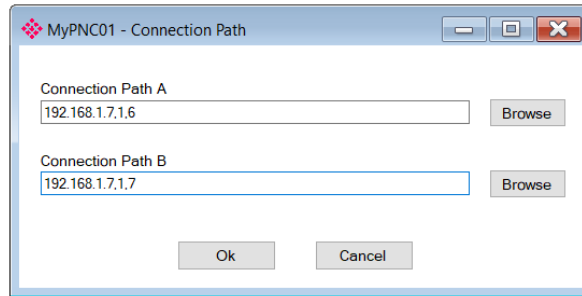 MyPNC01 - Connection Path
Connection Path A
192.168.1.7,1,6
Browse
Connection Path B
192.168.1.7,1,7
Browse
Ok
Cancel